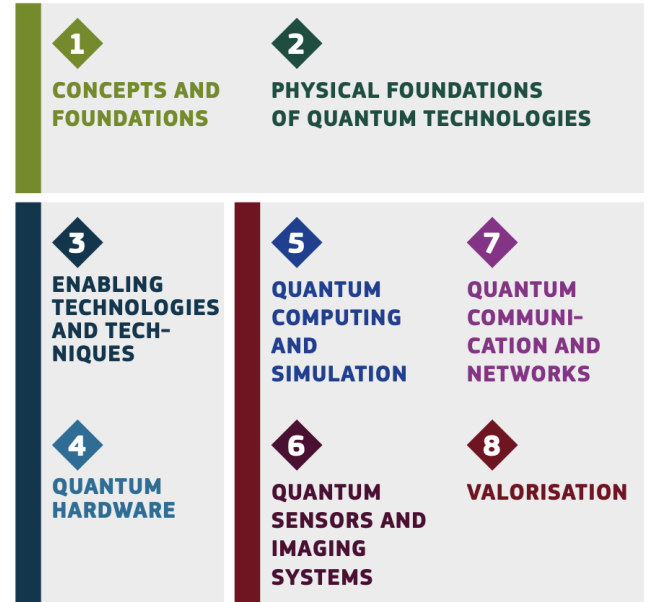 1
CONCEPTS AND
FOUNDATIONS
2
PHYSICAL FOUNDATIONS
OF QUANTUM TECHNOLOGIES
3
ENABLING
TECHNOLOGIES
AND TECH-
NIQUES
4
QUANTUM
HARDWARE
5
QUANTUM
COMPUTING
AND
SIMULATION
6
QUANTUM
SENSORS AND
IMAGING
SYSTEMS
7
QUANTUM
COMMUNI-
CATION AND
NETWORKS
8
VALORISATION